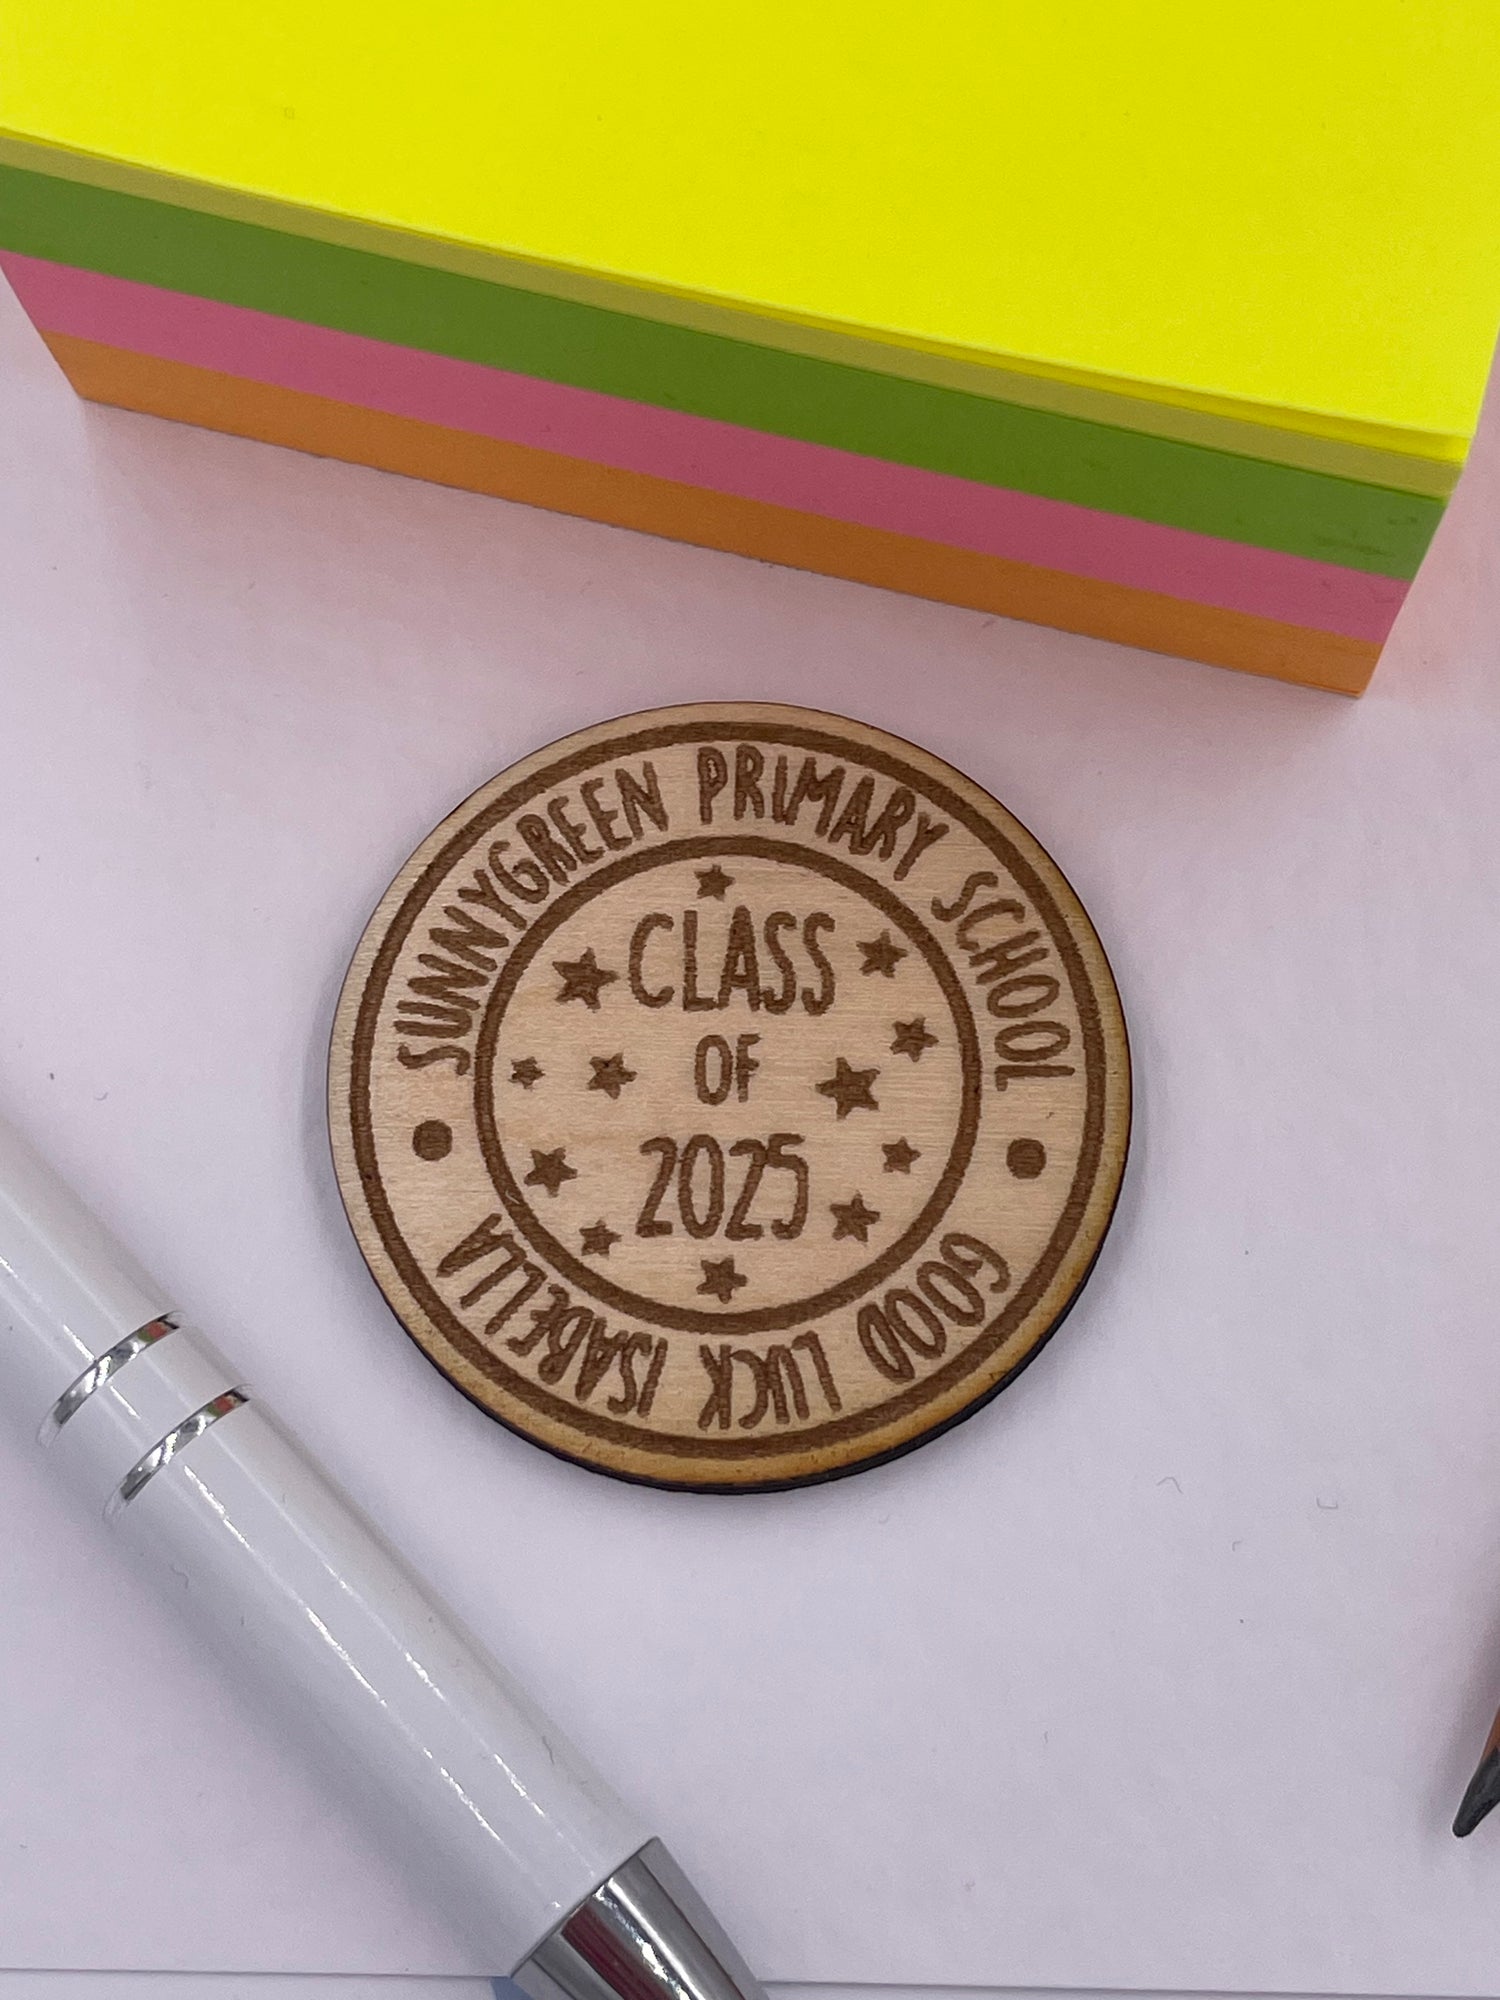 SUNNYGREEN PRIMARY SCHOOL
CLASS
OF
2025
GOOD LUCK ISABELLA